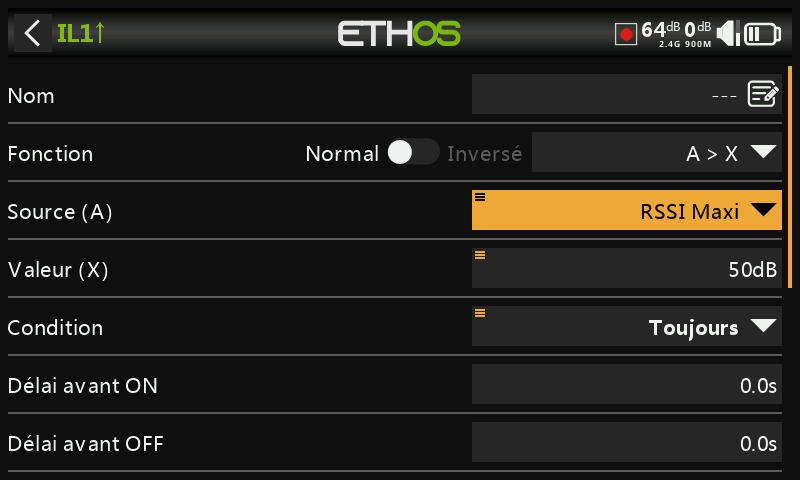 IL1↑ ETHOS 64dB 0dB
2.4G 900M
Nom ---
Fonction Normal Inversé A > X
Source (A) RSSI Maxi
Valeur (X) 50dB
Condition Toujours
Délai avant ON 0.0s
Délai avant OFF 0.0s